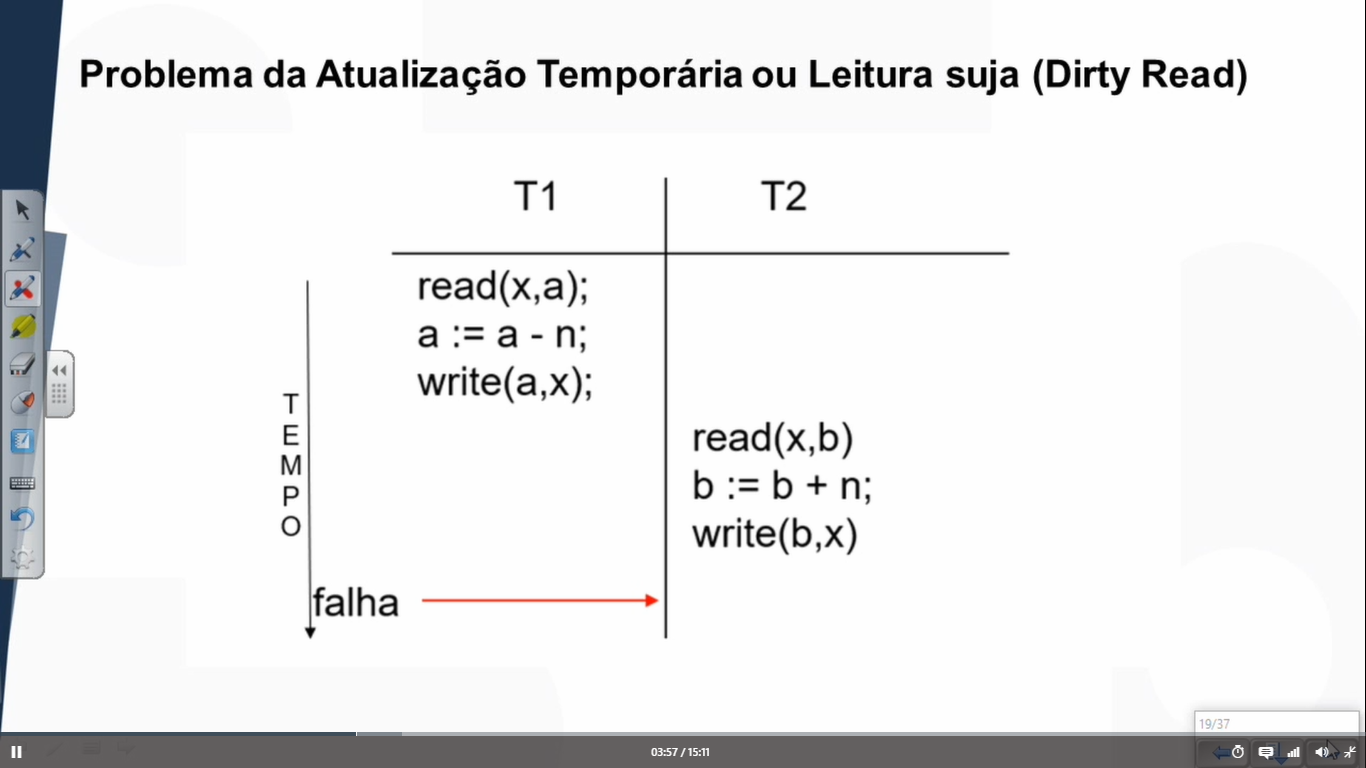 Problema da Atualização Temporária ou Leitura suja (Dirty Read)
T1 T2
read(x,a);
a := a - n;
write(a,x);
read(x,b)
b := b + n;
write(b,x)
T
E
M
P
O
falha
19/37
03:57 / 15:11